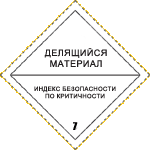 ДЕЛЯЩИЙСЯ
МАТЕРИАЛ
ИНДЕКС БЕЗОПАСНОСТИ
ПО КРИТИЧНОСТИ
7